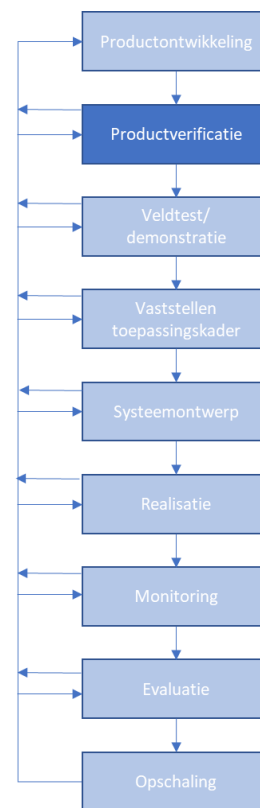 Productontwikkeling
Productverificatie
Veldtest/
demonstratie
Vaststellen
toepassingskader
Systeemontwerp
Realisatie
Monitoring
Evaluatie
Opschaling